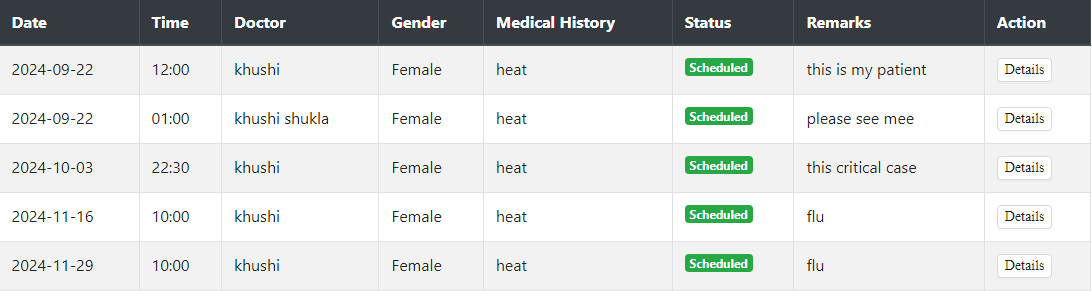 Date Time Doctor Gender Medical History Status Remarks Action
2024-09-22 12:00 khushi Female heat Scheduled this is my patient Details
2024-09-22 01:00 khushi shukla Female heat Scheduled please see mee Details
2024-10-03 22:30 khushi Female heat Scheduled this critical case Details
2024-11-16 10:00 khushi Female heat Scheduled flu Details
2024-11-29 10:00 khushi Female heat Scheduled flu Details